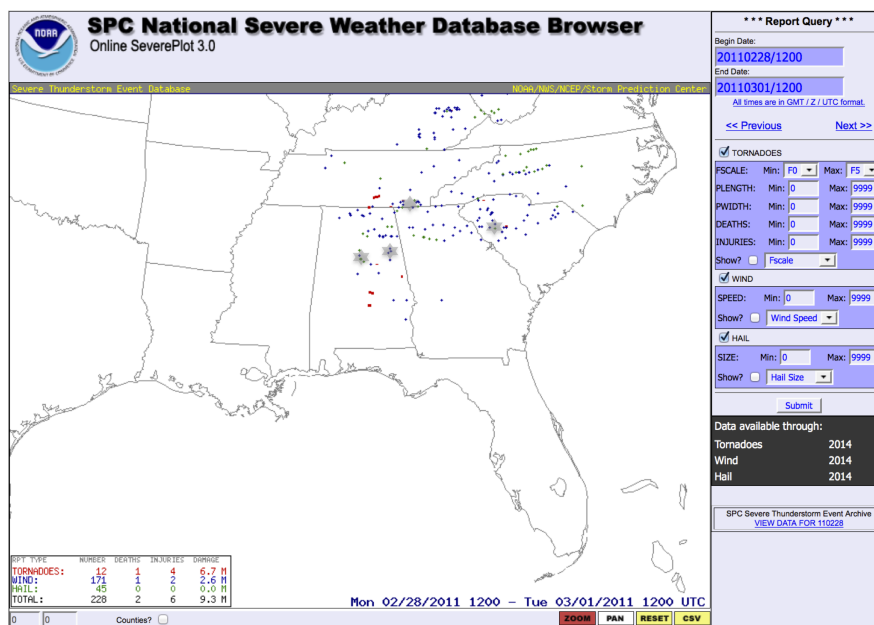 NOAA
SPC National Severe Weather Database Browser
Online SeverePlot 3.0
Severe Thunderstorm Event Database
NOAA/NWS/NCEP/Storm Prediction Center
RPT TYPE NUMBER DEATHS INJURIES DAMAGE
TORNADOES: 12 1 4 6.7 M
WIND: 171 1 2 2.6 M
HAIL: 45 0 0 0.0 M
TOTAL: 228 2 6 9.3 M
Mon 02/28/2011 1200 – Tue 03/01/2011 1200 UTC
0 0 Counties? ZOOM PAN RESET CSV
* * * Report Query * * *
Begin Date:
20110228/1200
End Date:
20110301/1200
All times are in GMT / Z / UTC format.
<< Previous Next >>
TORNADOES
FSCALE: Min: F0 Max: F5
PLENGTH: Min: 0 Max: 9999
PWIDTH: Min: 0 Max: 9999
DEATHS: Min: 0 Max: 9999
INJURIES: Min: 0 Max: 9999
Show? Fscale
WIND
SPEED: Min: 0 Max: 9999
Show? Wind Speed
HAIL
SIZE: Min: 0 Max: 9999
Show? Hail Size
Submit
Data available through:
Tornadoes 2014
Wind 2014
Hail 2014
SPC Severe Thunderstorm Event Archive
VIEW DATA FOR 110228